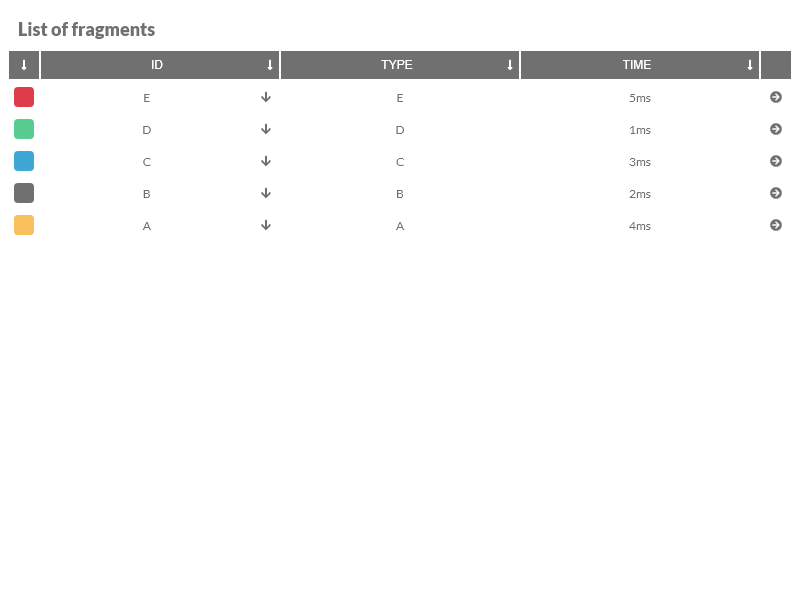 List of fragments
ID TYPE TIME
E E 5ms
D D 1ms
C C 3ms
B B 2ms
A A 4ms